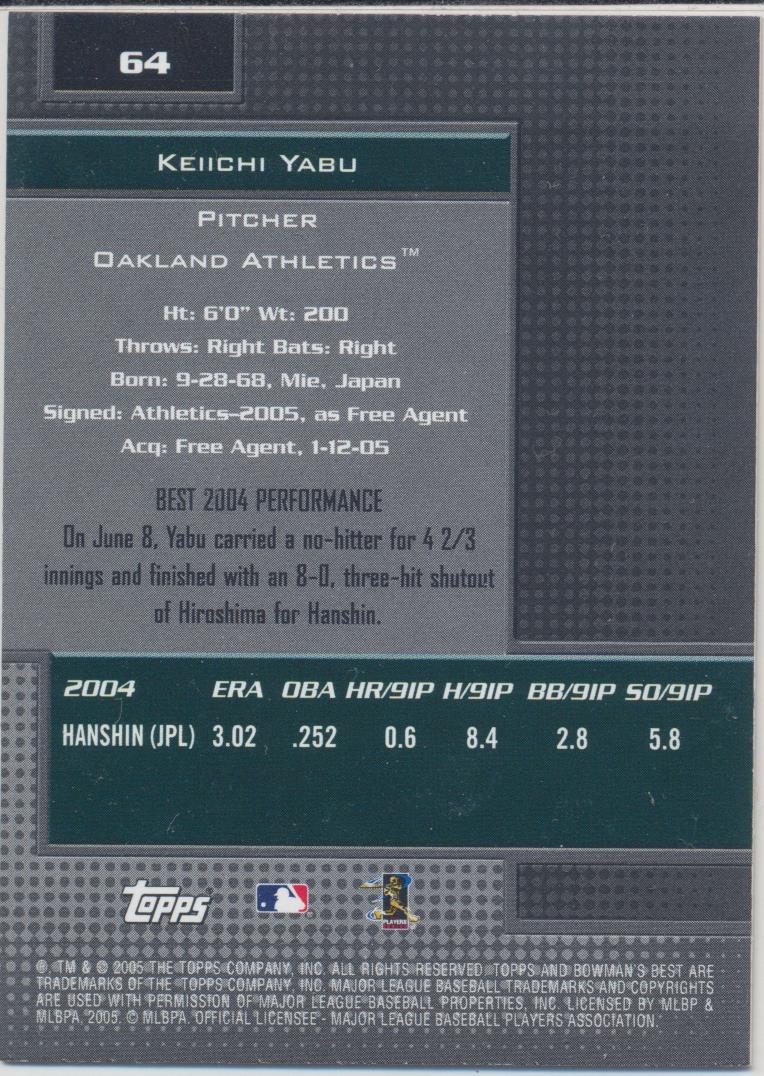 64
KEIICHI YABU
PITCHER
OAKLAND ATHLETICS™
Ht: 6'0" Wt: 200
Throws: Right Bats: Right
Born: 9-28-68, Mie, Japan
Signed: Athletics–2005, as Free Agent
Acq: Free Agent, 1-12-05
BEST 2004 PERFORMANCE
On June 8, Yabu carried a no-hitter for 4 2/3
innings and finished with an 8-0, three-hit shutout
of Hiroshima for Hanshin.
2004 ERA OBA HR/9IP H/9IP BB/9IP SO/9IP
HANSHIN (JPL) 3.02 .252 0.6 8.4 2.8 5.8
topps
PLAYERS
®, TM & © 2005 THE TOPPS COMPANY, INC. ALL RIGHTS RESERVED. TOPPS AND BOWMAN'S BEST ARE
TRADEMARKS OF THE TOPPS COMPANY, INC. MAJOR LEAGUE BASEBALL TRADEMARKS AND COPYRIGHTS
ARE USED WITH PERMISSION OF MAJOR LEAGUE BASEBALL PROPERTIES, INC. LICENSED BY MLBP &
MLBPA, 2005. © MLBPA. OFFICIAL LICENSEE - MAJOR LEAGUE BASEBALL PLAYERS ASSOCIATION.